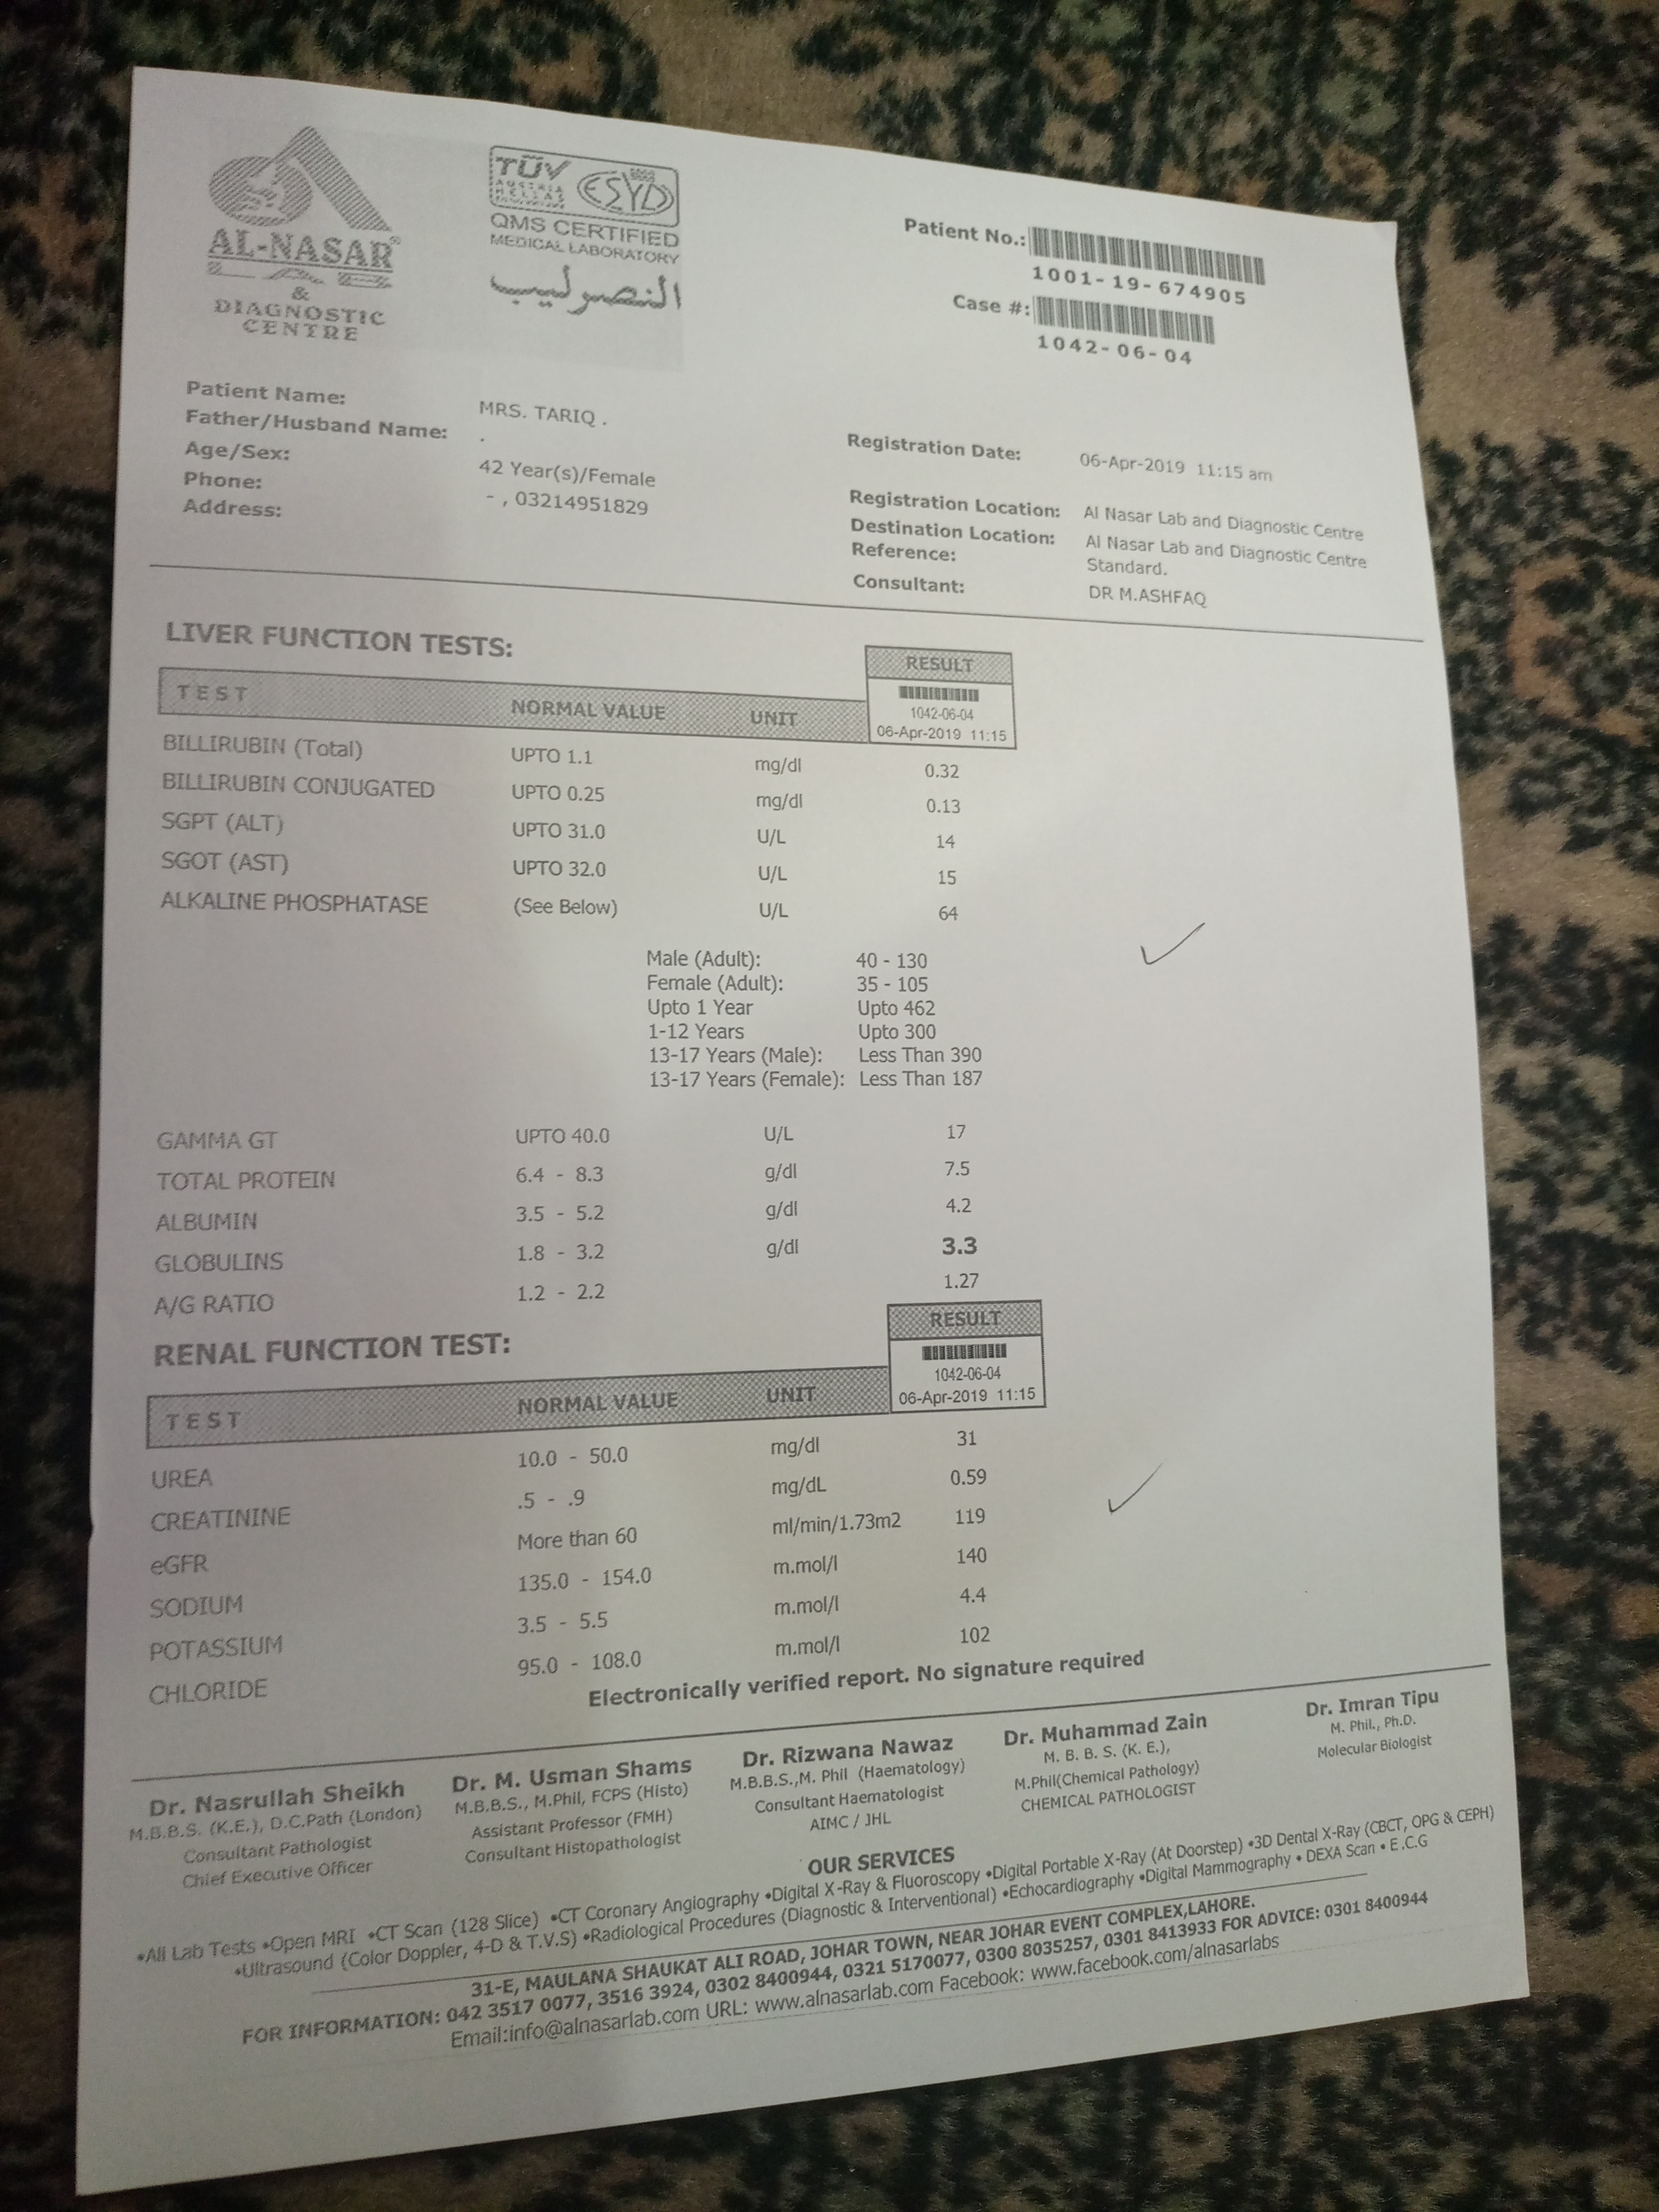 AL-NASAR
LABS
&
DIAGNOSTIC
CENTRE
TÜV
AUSTRIA
HELLAS
ESYD
QMS CERTIFIED
MEDICAL LABORATORY
النصر لیب
Patient No.:
1001-19-674905
Case #:
1042-06-04
Patient Name: MRS. TARIQ .
Father/Husband Name: .
Age/Sex: 42 Year(s)/Female
Phone: - , 03214951829
Address:
Registration Date: 06-Apr-2019 11:15 am
Registration Location: Al Nasar Lab and Diagnostic Centre
Destination Location: Al Nasar Lab and Diagnostic Centre
Reference: Standard.
Consultant: DR M.ASHFAQ
LIVER FUNCTION TESTS:
TEST NORMAL VALUE UNIT RESULT
1042-06-04
06-Apr-2019 11:15
BILLIRUBIN (Total) UPTO 1.1 mg/dl 0.32
BILLIRUBIN CONJUGATED UPTO 0.25 mg/dl 0.13
SGPT (ALT) UPTO 31.0 U/L 14
SGOT (AST) UPTO 32.0 U/L 15
ALKALINE PHOSPHATASE (See Below) U/L 64
Male (Adult): 40 - 130
Female (Adult): 35 - 105
Upto 1 Year Upto 462
1-12 Years Upto 300
13-17 Years (Male): Less Than 390
13-17 Years (Female): Less Than 187
GAMMA GT UPTO 40.0 U/L 17
TOTAL PROTEIN 6.4 - 8.3 g/dl 7.5
ALBUMIN 3.5 - 5.2 g/dl 4.2
GLOBULINS 1.8 - 3.2 g/dl 3.3
A/G RATIO 1.2 - 2.2 1.27
RENAL FUNCTION TEST:
TEST NORMAL VALUE UNIT RESULT
1042-06-04
06-Apr-2019 11:15
UREA 10.0 - 50.0 mg/dl 31
CREATININE .5 - .9 mg/dL 0.59
eGFR More than 60 ml/min/1.73m2 119
SODIUM 135.0 - 154.0 m.mol/l 140
POTASSIUM 3.5 - 5.5 m.mol/l 4.4
CHLORIDE 95.0 - 108.0 m.mol/l 102
Electronically verified report. No signature required
Dr. Nasrullah Sheikh
M.B.B.S. (K.E.), D.C.Path (London)
Consultant Pathologist
Chief Executive Officer
Dr. M. Usman Shams
M.B.B.S., M.Phil, FCPS (Histo)
Assistant Professor (FMH)
Consultant Histopathologist
Dr. Rizwana Nawaz
M.B.B.S.,M. Phil (Haematology)
Consultant Haematologist
AIMC / JHL
Dr. Muhammad Zain
M. B. B. S. (K. E.),
M.Phil(Chemical Pathology)
CHEMICAL PATHOLOGIST
Dr. Imran Tipu
M. Phil., Ph.D.
Molecular Biologist
OUR SERVICES
•All Lab Tests •Open MRI •CT Scan (128 Slice) •CT Coronary Angiography •Digital X-Ray & Fluoroscopy •Digital Portable X-Ray (At Doorstep) •3D Dental X-Ray (CBCT, OPG & CEPH)
•Ultrasound (Color Doppler, 4-D & T.V.S) •Radiological Procedures (Diagnostic & Interventional) •Echocardiography •Digital Mammography • DEXA Scan • E.C.G
31-E, MAULANA SHAUKAT ALI ROAD, JOHAR TOWN, NEAR JOHAR EVENT COMPLEX,LAHORE.
FOR INFORMATION: 042 3517 0077, 3516 3924, 0302 8400944, 0321 5170077, 0300 8035257, 0301 8413933 FOR ADVICE: 0301 8400944
Email:info@alnasarlab.com URL: www.alnasarlab.com Facebook: www.facebook.com/alnasarlabs